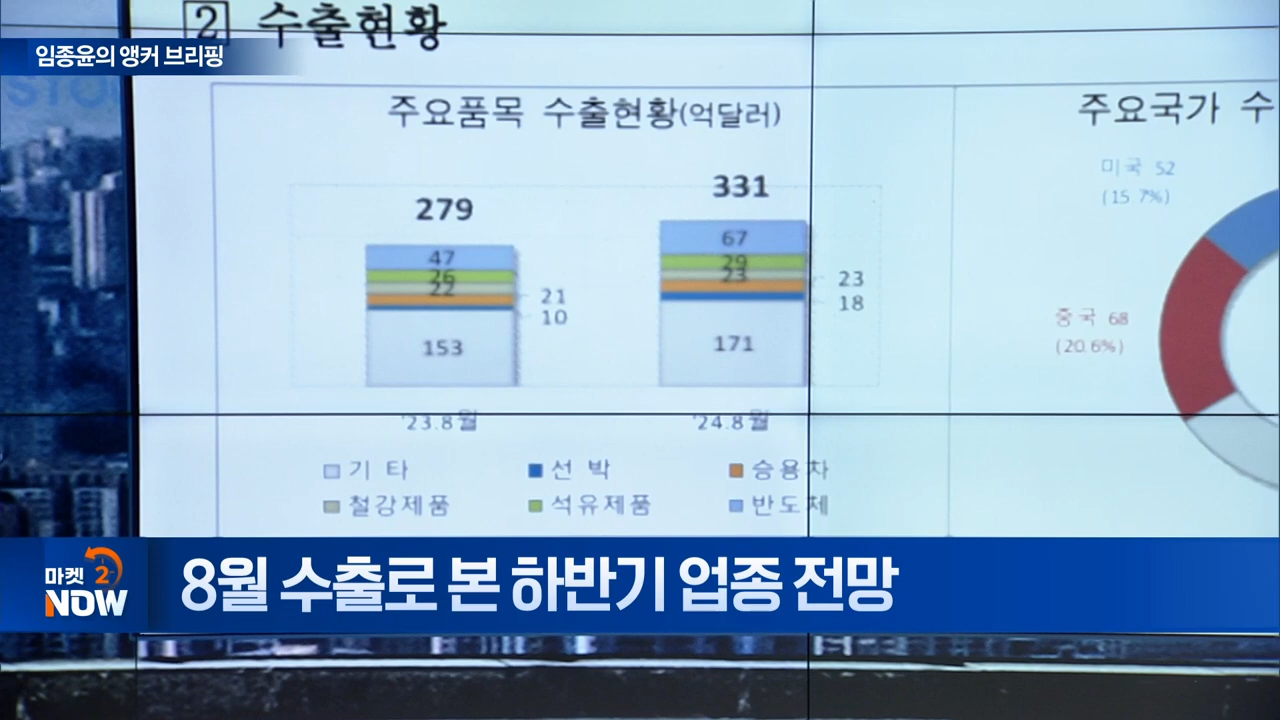 2 수출현황
임종윤의 앵커 브리핑
STO
주요품목 수출현황(억달러)
279
47
26
22
21
10
153
'23.8월
331
67
29
23
23
18
171
'24.8월
기 타
선 박
승용차
철강제품
석유제품
반도체
주요국가 수
미국 52
(15.7%)
중국 68
(20.6%)
마켓 2
NOW
8월 수출로 본 하반기 업종 전망